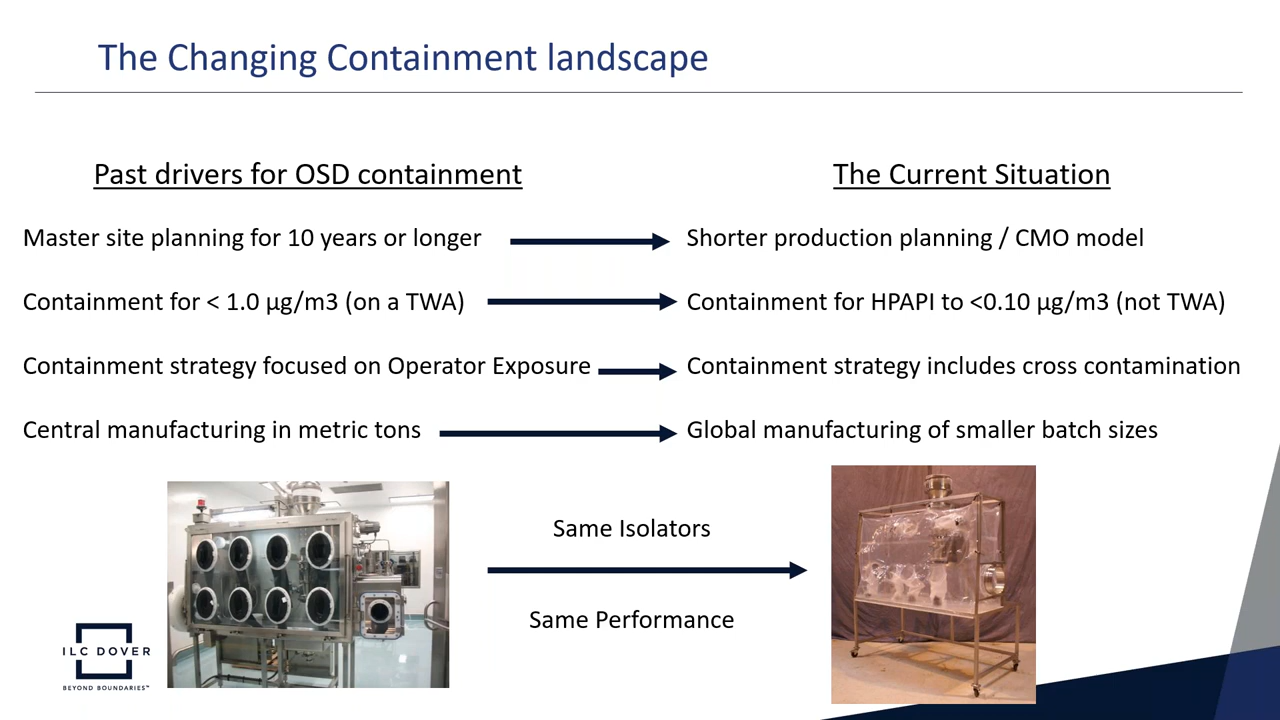 The Changing Containment landscape
Past drivers for OSD containment
The Current Situation
Master site planning for 10 years or longer
Shorter production planning / CMO model
Containment for < 1.0 µg/m3 (on a TWA)
Containment for HPAPI to <0.10 µg/m3 (not TWA)
Containment strategy focused on Operator Exposure
Containment strategy includes cross contamination
Central manufacturing in metric tons
Global manufacturing of smaller batch sizes
Same Isolators
Same Performance
ILC DOVER
BEYOND BOUNDARIES™